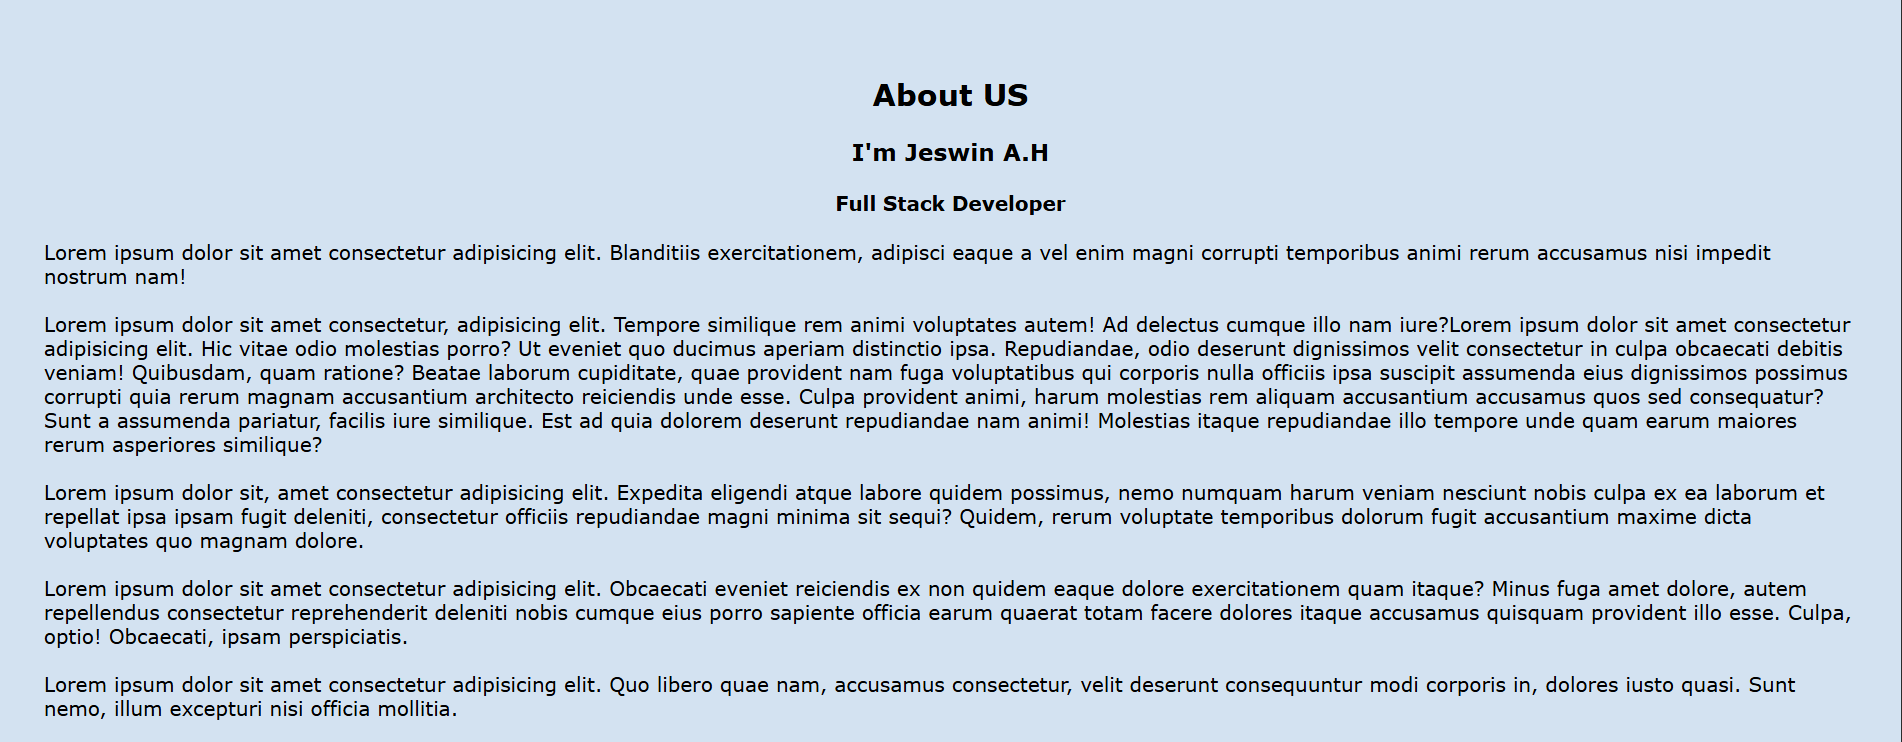 About US
I'm Jeswin A.H
Full Stack Developer
Lorem ipsum dolor sit amet consectetur adipisicing elit. Blanditiis exercitationem, adipisci eaque a vel enim magni corrupti temporibus animi rerum accusamus nisi impedit
nostrum nam!
Lorem ipsum dolor sit amet consectetur, adipisicing elit. Tempore similique rem animi voluptates autem! Ad delectus cumque illo nam iure?Lorem ipsum dolor sit amet consectetur
adipisicing elit. Hic vitae odio molestias porro? Ut eveniet quo ducimus aperiam distinctio ipsa. Repudiandae, odio deserunt dignissimos velit consectetur in culpa obcaecati debitis
veniam! Quibusdam, quam ratione? Beatae laborum cupiditate, quae provident nam fuga voluptatibus qui corporis nulla officiis ipsa suscipit assumenda eius dignissimos possimus
corrupti quia rerum magnam accusantium architecto reiciendis unde esse. Culpa provident animi, harum molestias rem aliquam accusantium accusamus quos sed consequatur?
Sunt a assumenda pariatur, facilis iure similique. Est ad quia dolorem deserunt repudiandae nam animi! Molestias itaque repudiandae illo tempore unde quam earum maiores
rerum asperiores similique?
Lorem ipsum dolor sit, amet consectetur adipisicing elit. Expedita eligendi atque labore quidem possimus, nemo numquam harum veniam nesciunt nobis culpa ex ea laborum et
repellat ipsa ipsam fugit deleniti, consectetur officiis repudiandae magni minima sit sequi? Quidem, rerum voluptate temporibus dolorum fugit accusantium maxime dicta
voluptates quo magnam dolore.
Lorem ipsum dolor sit amet consectetur adipisicing elit. Obcaecati eveniet reiciendis ex non quidem eaque dolore exercitationem quam itaque? Minus fuga amet dolore, autem
repellendus consectetur reprehenderit deleniti nobis cumque eius porro sapiente officia earum quaerat totam facere dolores itaque accusamus quisquam provident illo esse. Culpa,
optio! Obcaecati, ipsam perspiciatis.
Lorem ipsum dolor sit amet consectetur adipisicing elit. Quo libero quae nam, accusamus consectetur, velit deserunt consequuntur modi corporis in, dolores iusto quasi. Sunt
nemo, illum excepturi nisi officia mollitia.